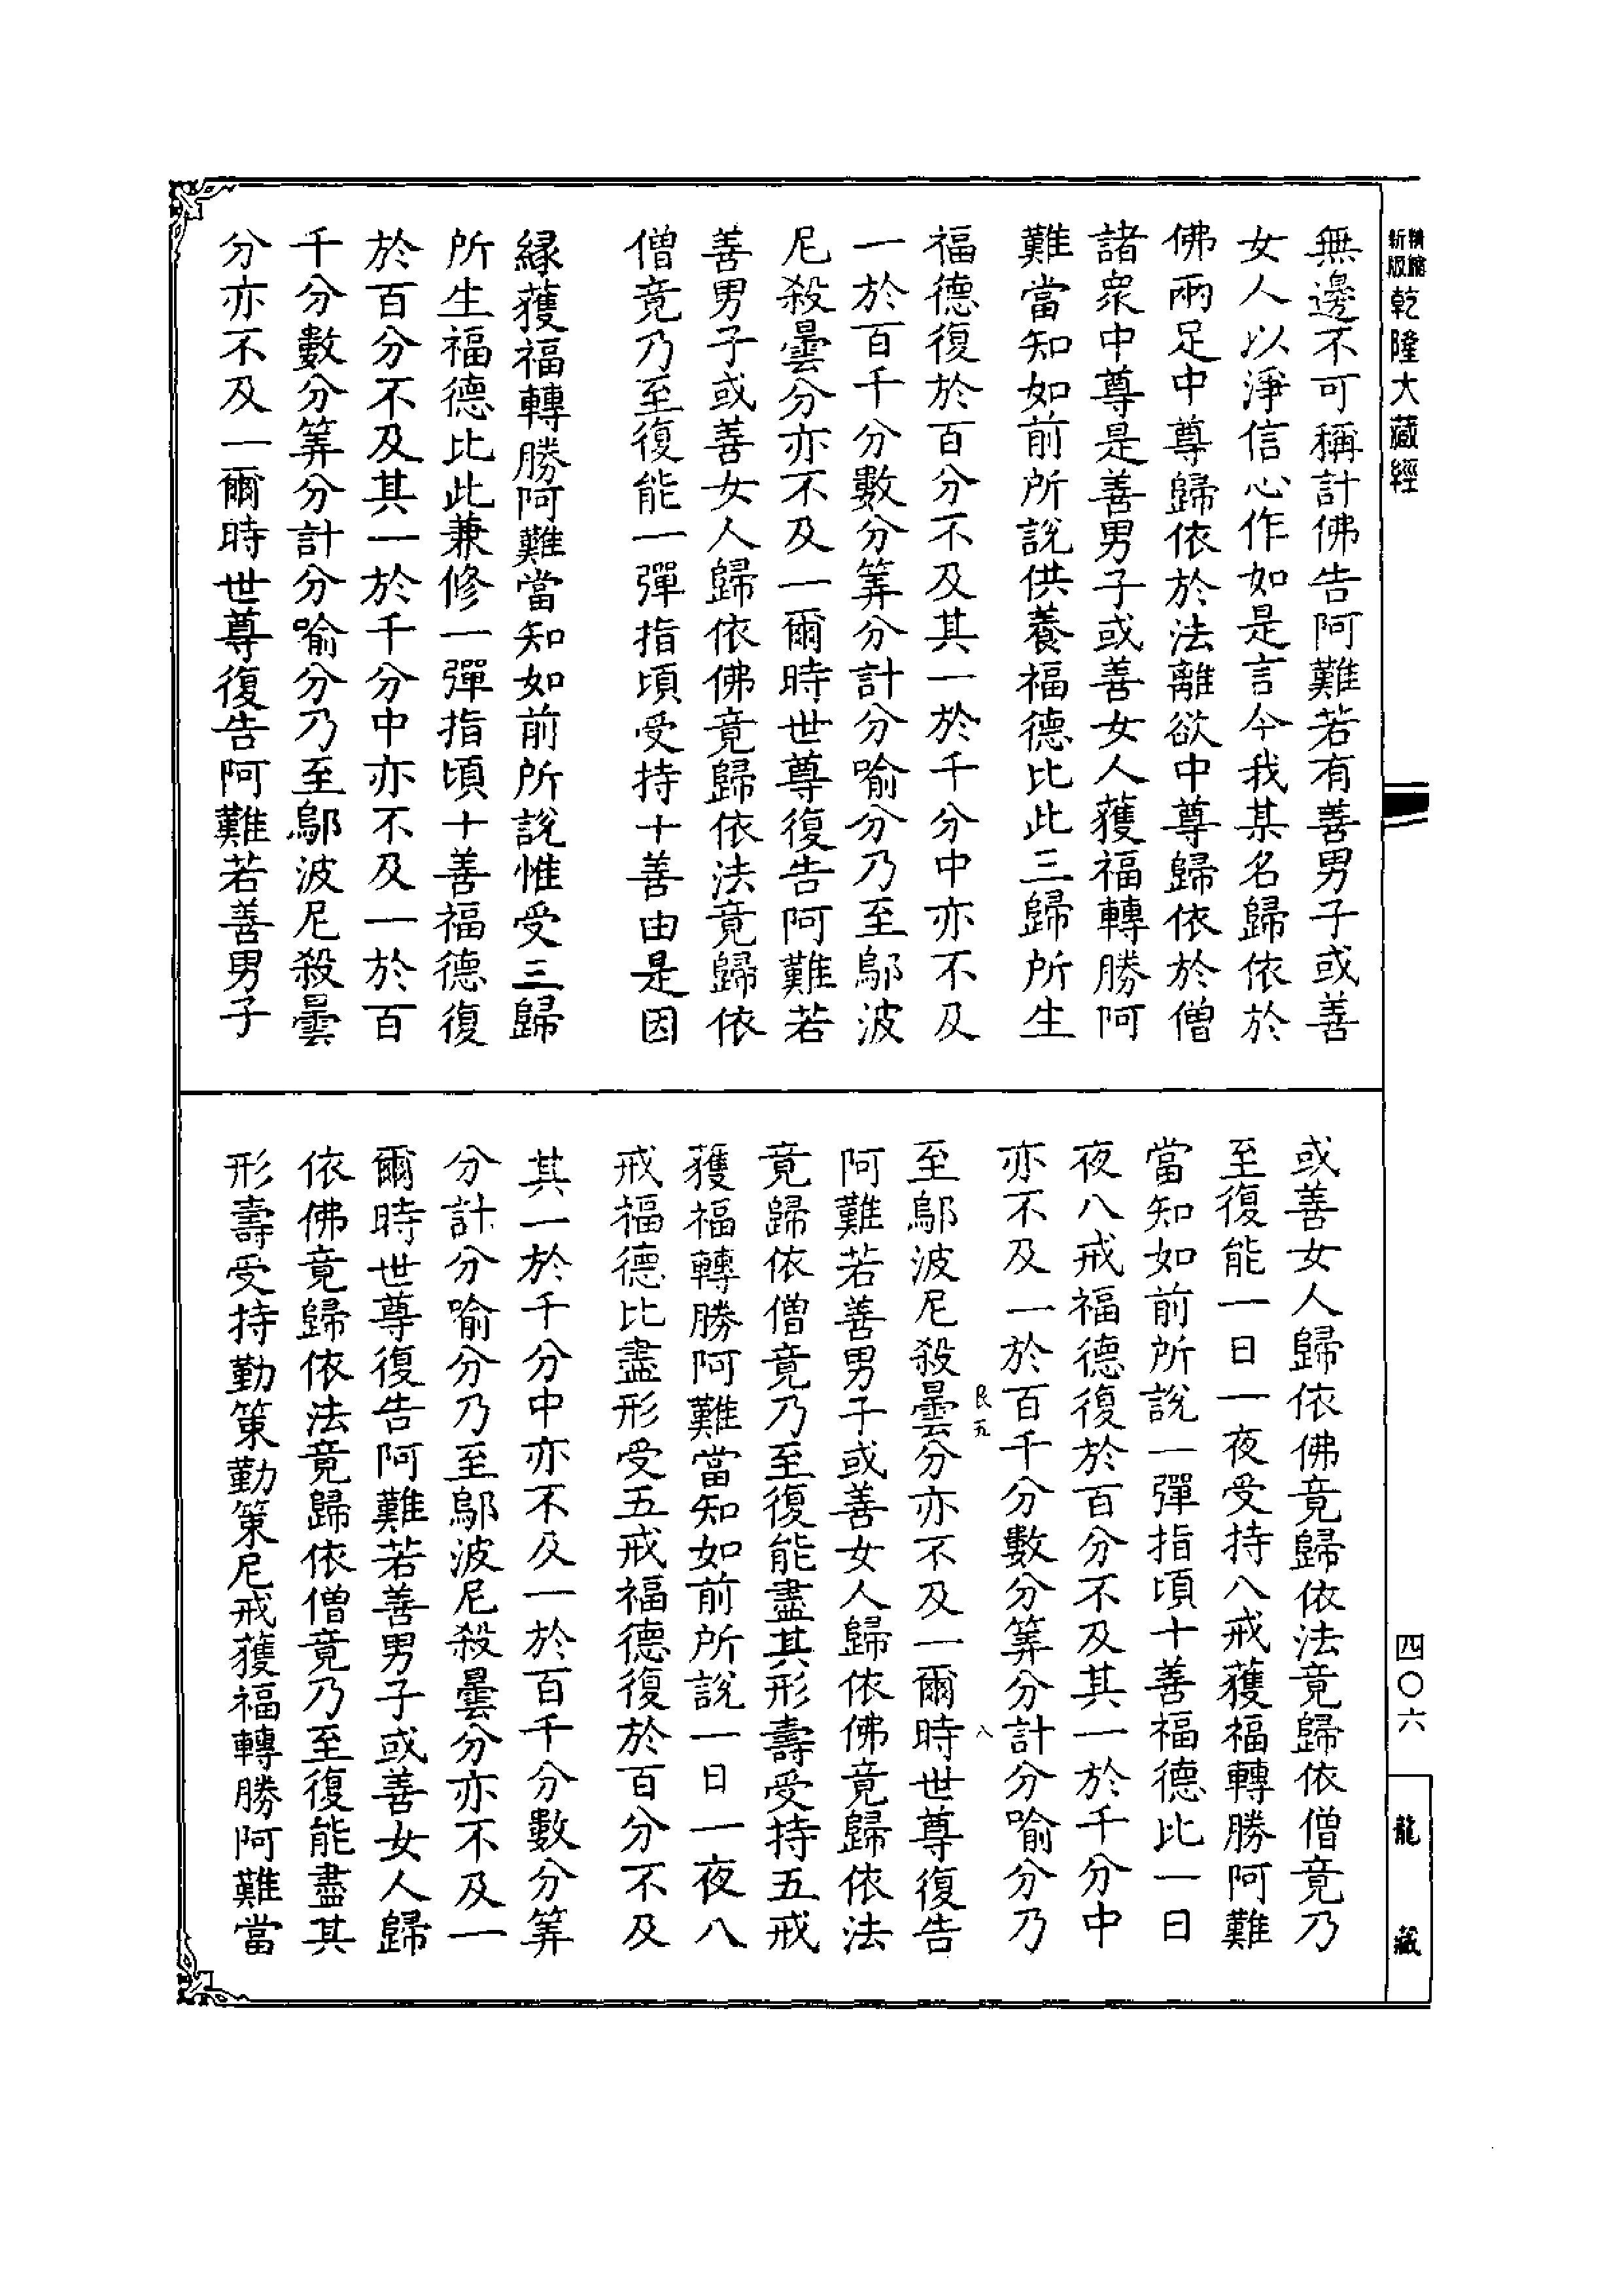 精縮
新版
乾隆大藏經
無邊不可稱計佛告阿難若有善男子或善
女人以淨信心作如是言今我某名歸依於
佛兩足中尊歸依於法離欲中尊歸依於僧
諸衆中尊是善男子或善女人獲福轉勝阿
難當知如前所說供養福德比此三歸所生
福德復於百分不及其一於千分中亦不及
一於百千分數分筭分計分喻分乃至鄔波
尼殺曇分亦不及一爾時世尊復告阿難若
善男子或善女人歸依佛竟歸依法竟歸依
僧竟乃至復能一彈指頃受持十善由是因
緣獲福轉勝阿難當知如前所說惟受三歸
所生福德比此兼修一彈指頃十善福德復
於百分不及其一於千分中亦不及一於百
千分數分筭分計分喻分乃至鄔波尼殺曇
分亦不及一爾時世尊復告阿難若善男子
或善女人歸依佛竟歸依法竟歸依僧竟乃
至復能一日一夜受持八戒獲福轉勝阿難
當知如前所說一彈指頃十善福德比一日
夜八戒福德復於百分不及其一於千分中
亦不及一於百千分數分筭分計分喻分乃
民五
八
至鄔波尼殺曇分亦不及一爾時世尊復告
阿難若善男子或善女人歸依佛竟歸依法
竟歸依僧竟乃至復能盡其形壽受持五戒
獲福轉勝阿難當知如前所說一日一夜八
戒福德比盡形受五戒福德復於百分不及
其一於千分中亦不及一於百千分數分筭
分計分喻分乃至鄔波尼殺曇分亦不及一
爾時世尊復告阿難若善男子或善女人歸
依佛竟歸依法竟歸依僧竟乃至復能盡其
形壽受持勤策勤策尼戒獲福轉勝阿難當
四〇六
龍藏